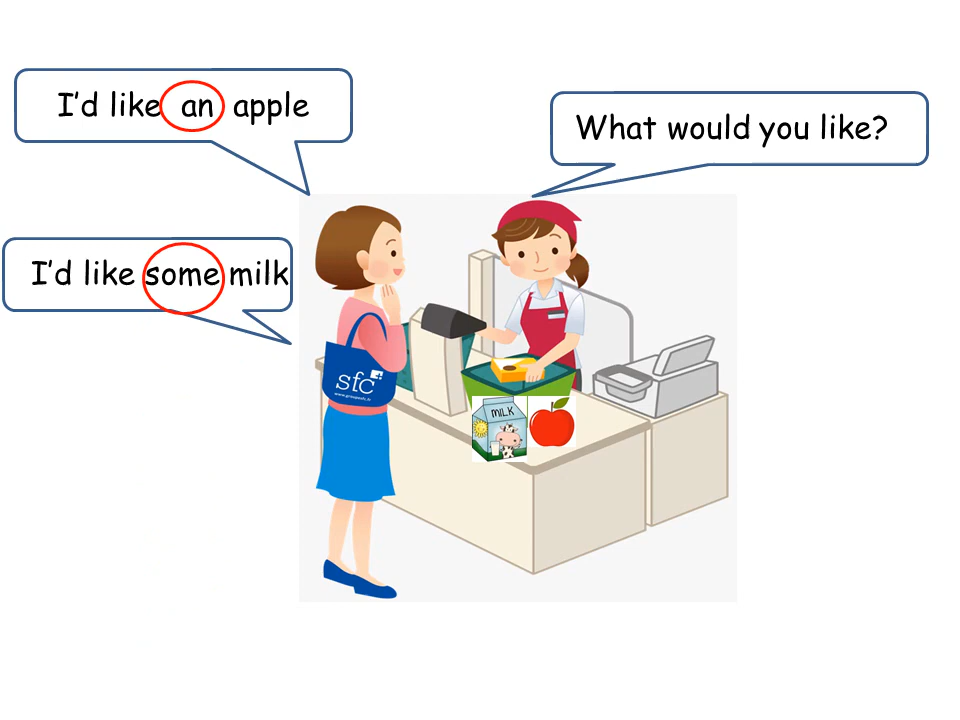 I’d like an apple
What would you like?
I’d like some milk
sfc
MILK